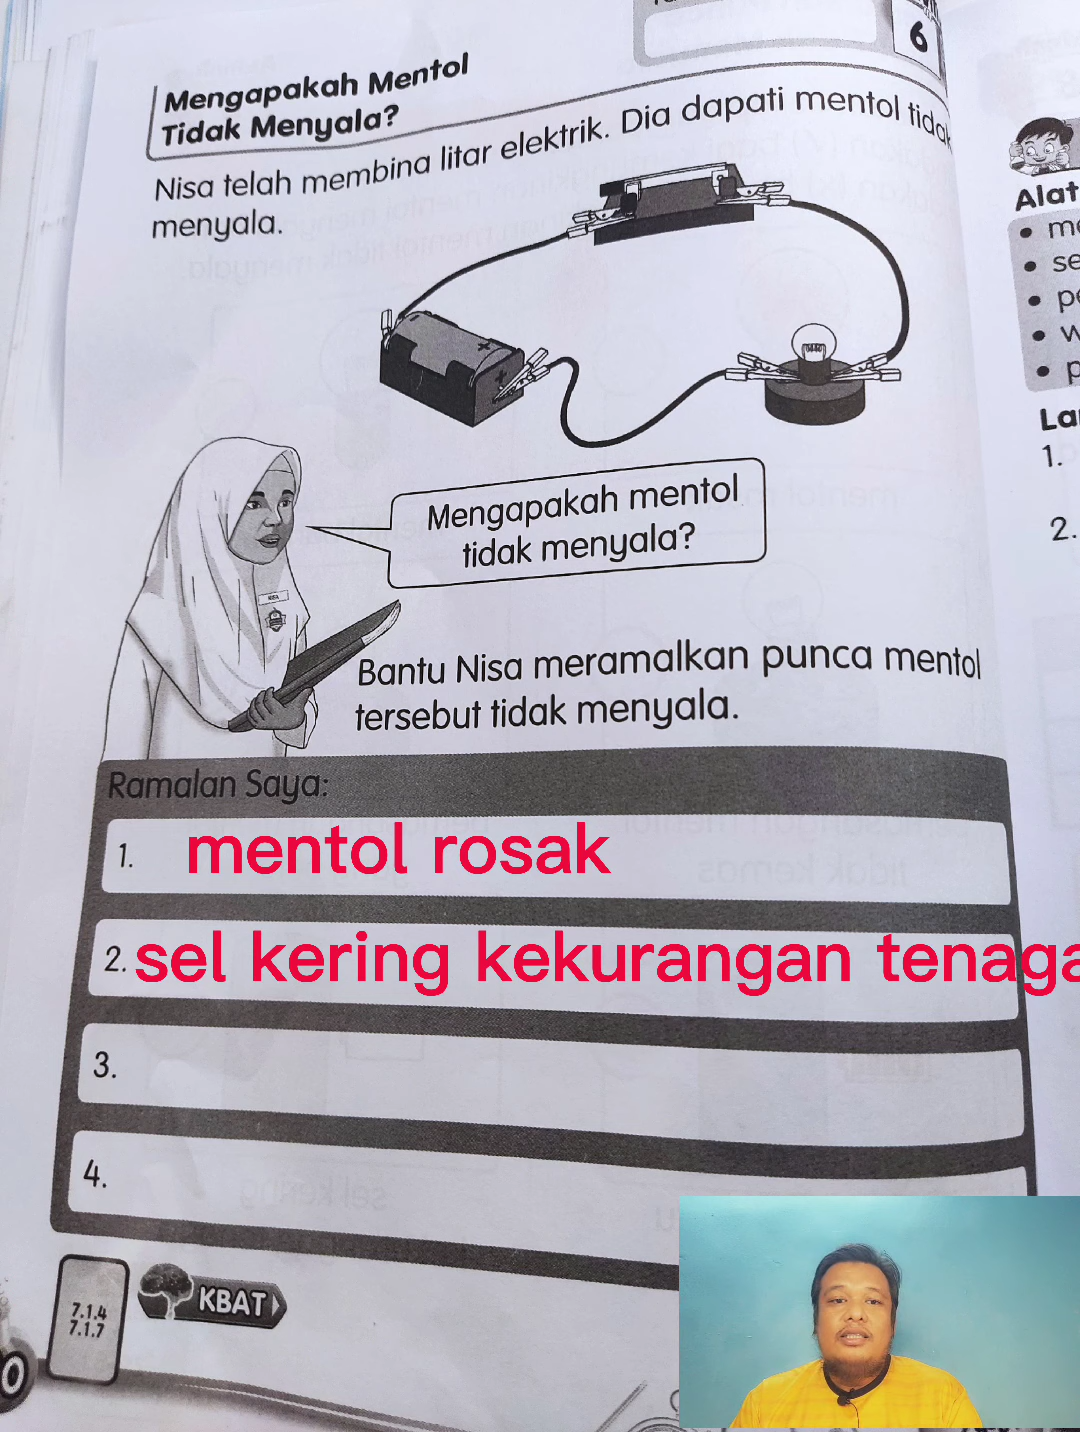 6
Mengapakah Mentol
Tidak Menyala?
Nisa telah membina litar elektrik. Dia dapati mentol tidak
menyala.
Mengapakah mentol
tidak menyala?
Bantu Nisa meramalkan punca mentol
tersebut tidak menyala.
Ramalan Saya:
1. mentol rosak
2. sel kering kekurangan tenaga
3.
4.
7.1.4
7.1.7
KBAT
Alat
1.
2.